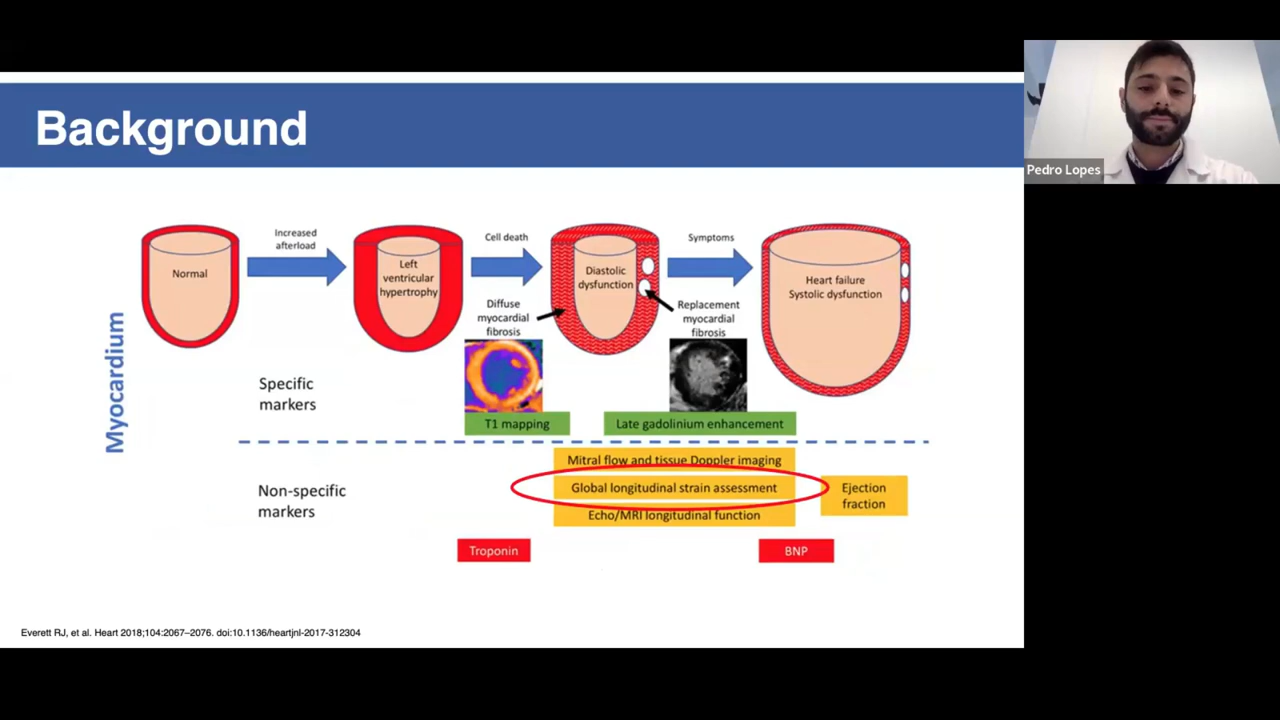 Background
Pedro Lopes
Increased
afterload
Cell death
Symptoms
Normal
Left
ventricular
hypertrophy
Diastolic
dysfunction
Heart failure
Systolic dysfunction
Diffuse
myocardial
fibrosis
Replacement
myocardial
fibrosis
Myocardium
Specific
markers
T1 mapping
Late gadolinium enhancement
Non-specific
markers
Mitral flow and tissue Doppler imaging
Global longitudinal strain assessment
Echo/MRI longitudinal function
Ejection
fraction
Troponin
BNP
Everett RJ, et al. Heart 2018;104:2067–2076. doi:10.1136/heartjnl-2017-312304